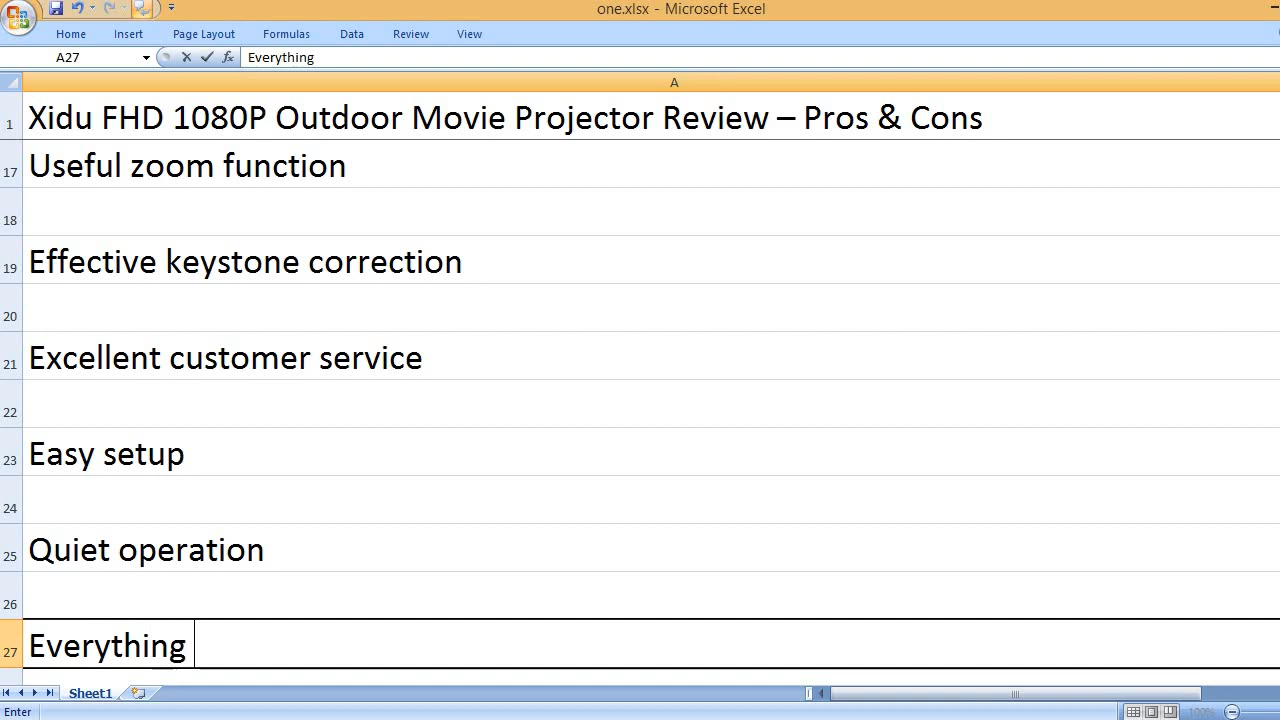 one.xlsx - Microsoft Excel
Home Insert Page Layout Formulas Data Review View
A27 fx Everything
A
1 Xidu FHD 1080P Outdoor Movie Projector Review – Pros & Cons
17 Useful zoom function
18
19 Effective keystone correction
20
21 Excellent customer service
22
23 Easy setup
24
25 Quiet operation
26
27 Everything
Sheet1
Enter 100%